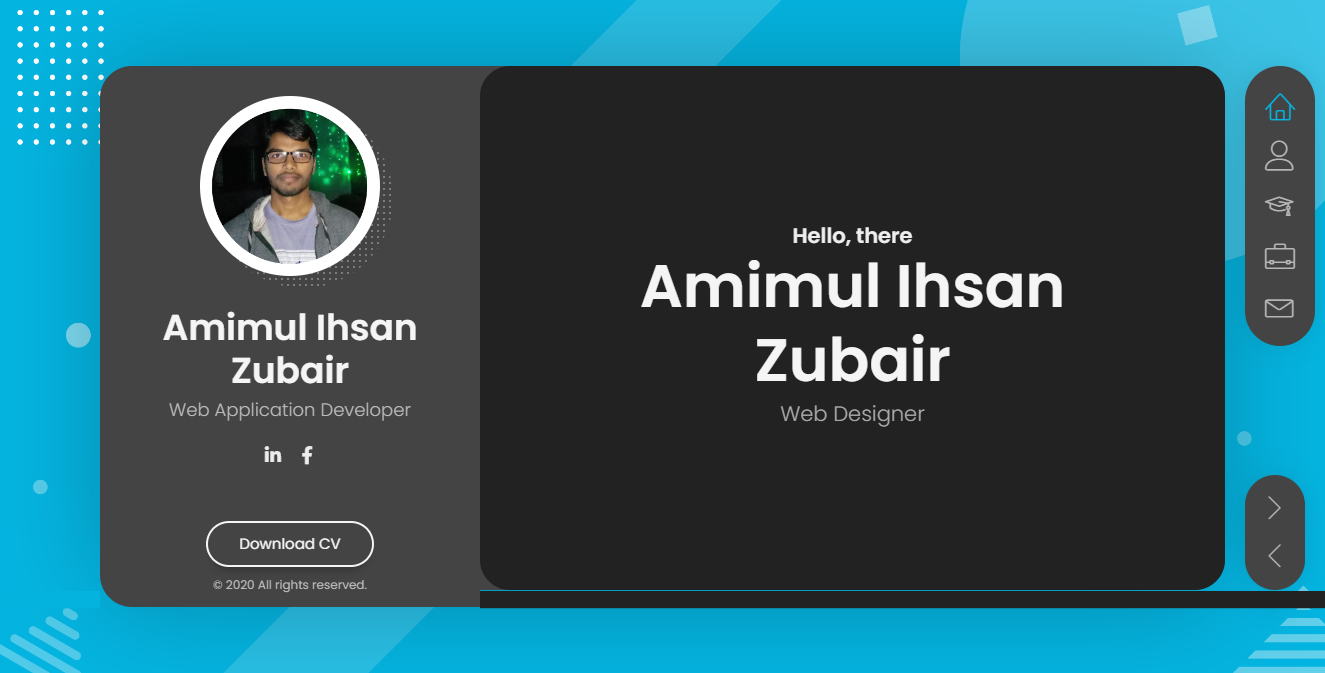 Amimul Ihsan
Zubair
Web Application Developer
in f
Download CV
© 2020 All rights reserved.
Hello, there
Amimul Ihsan
Zubair
Web Designer